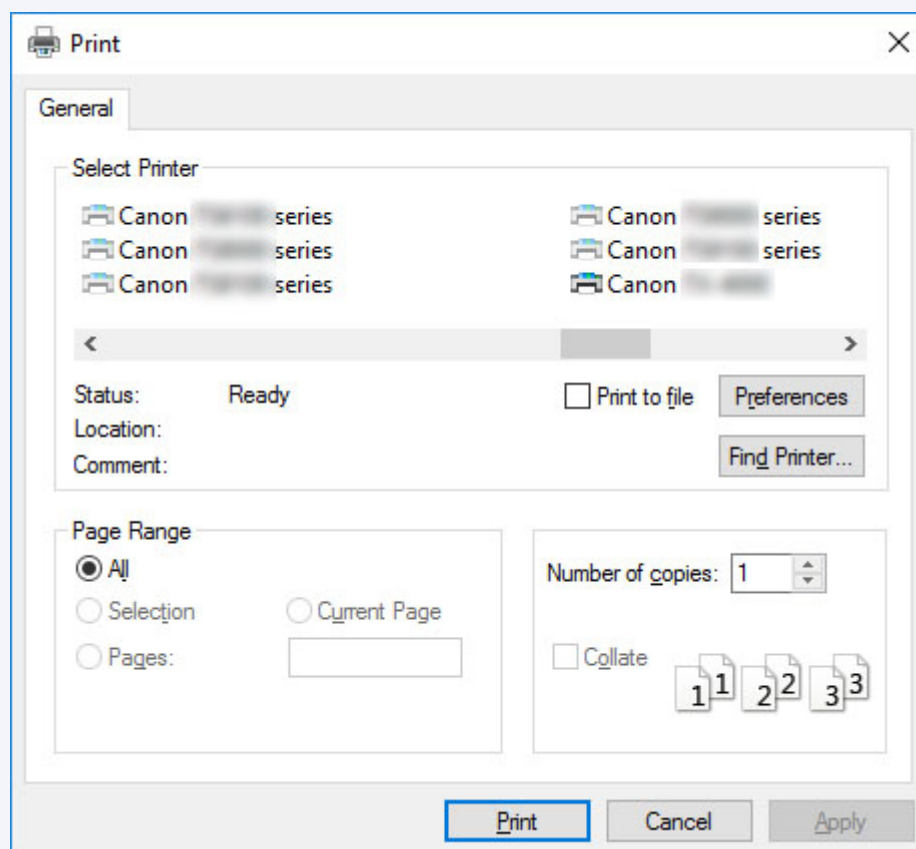 Print
General
Select Printer
Canon series
Canon series
Canon series
Canon series
Canon series
Canon
Status: Ready
Location:
Comment:
Print to file
Preferences
Find Printer...
Page Range
All
Selection
Current Page
Pages:
Number of copies: 1
Collate
1 1 2 2 3 3
Print
Cancel
Apply